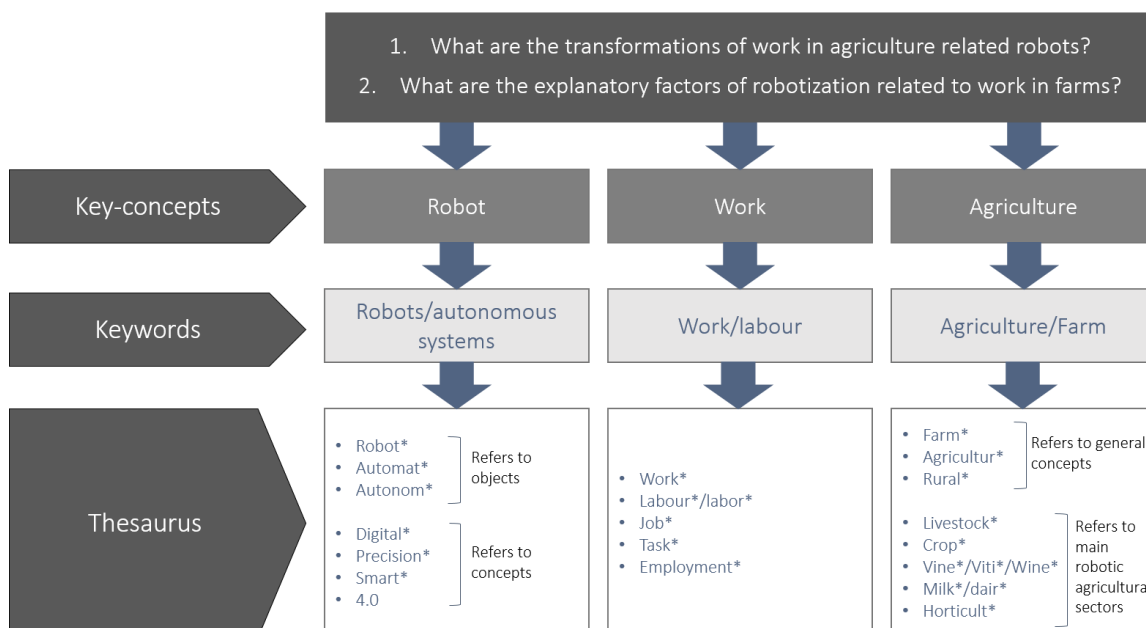 1. What are the transformations of work in agriculture related robots?
2. What are the explanatory factors of robotization related to work in farms?
Key-concepts
Robot
Work
Agriculture
Keywords
Robots/autonomous
systems
Work/labour
Agriculture/Farm
Thesaurus
• Robot*
• Automat*
• Autonom*
Refers to
objects
• Digital*
• Precision*
• Smart*
• 4.0
Refers to
concepts
• Work*
• Labour*/labor*
• Job*
• Task*
• Employment*
• Farm*
• Agricultur*
• Rural*
Refers to general
concepts
• Livestock*
• Crop*
• Vine*/Viti*/Wine*
• Milk*/dair*
• Horticult*
Refers to
main
robotic
agricultura
sectors